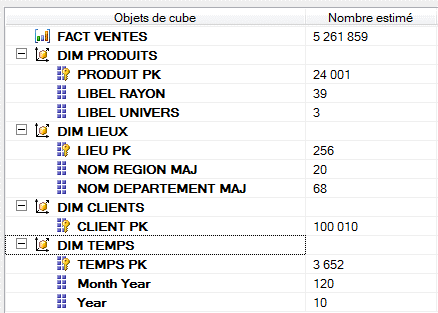 Objets de cube Nombre estimé
FACT VENTES 5 261 859
DIM PRODUITS
PRODUIT PK 24 001
LIBEL RAYON 39
LIBEL UNIVERS 3
DIM LIEUX
LIEU PK 256
NOM REGION MAJ 20
NOM DEPARTEMENT MAJ 68
DIM CLIENTS
CLIENT PK 100 010
DIM TEMPS
TEMPS PK 3 652
Month Year 120
Year 10